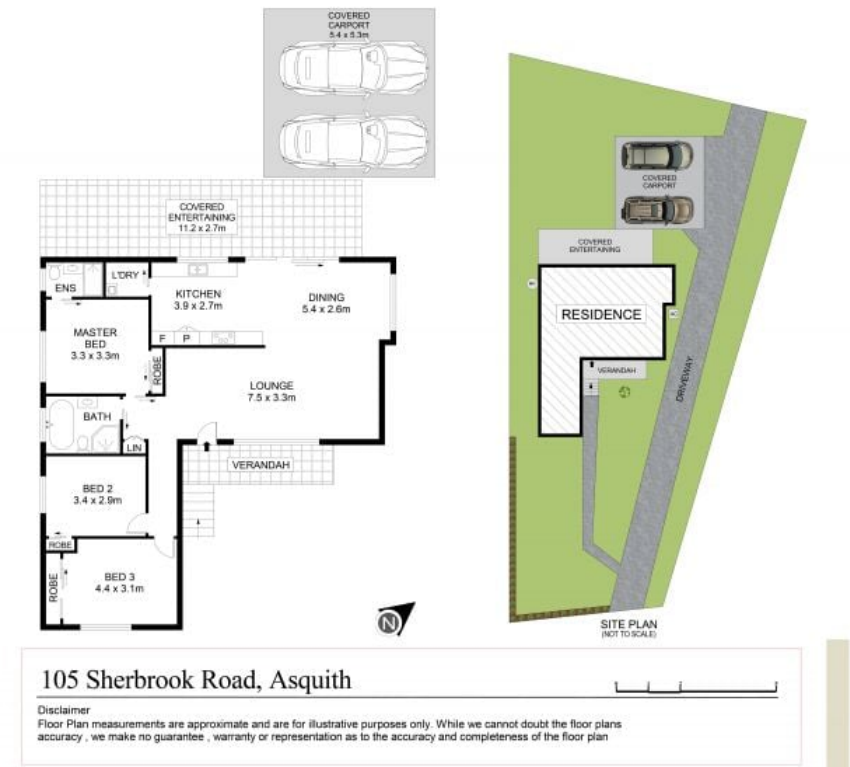 COVERED
CARPORT
5.4 x 5.3m
COVERED
ENTERTAINING
11.2 x 2.7m
ENS
L'DRY
KITCHEN
3.9 x 2.7m
DINING
5.4 x 2.6m
F
P
MASTER
BED
3.3 x 3.3m
ROBE
LOUNGE
7.5 x 3.3m
BATH
LIN
VERANDAH
BED 2
3.4 x 2.9m
ROBE
ROBE
BED 3
4.4 x 3.1m
N
COVERED
CARPORT
COVERED
ENTERTAINING
RESIDENCE
VERANDAH
DRIVEWAY
SITE PLAN
(NOT TO SCALE)
105 Sherbrook Road, Asquith
Disclaimer
Floor Plan measurements are approximate and are for illustrative purposes only. While we cannot doubt the floor plans
accuracy , we make no guarantee , warranty or representation as to the accuracy and completeness of the floor plan